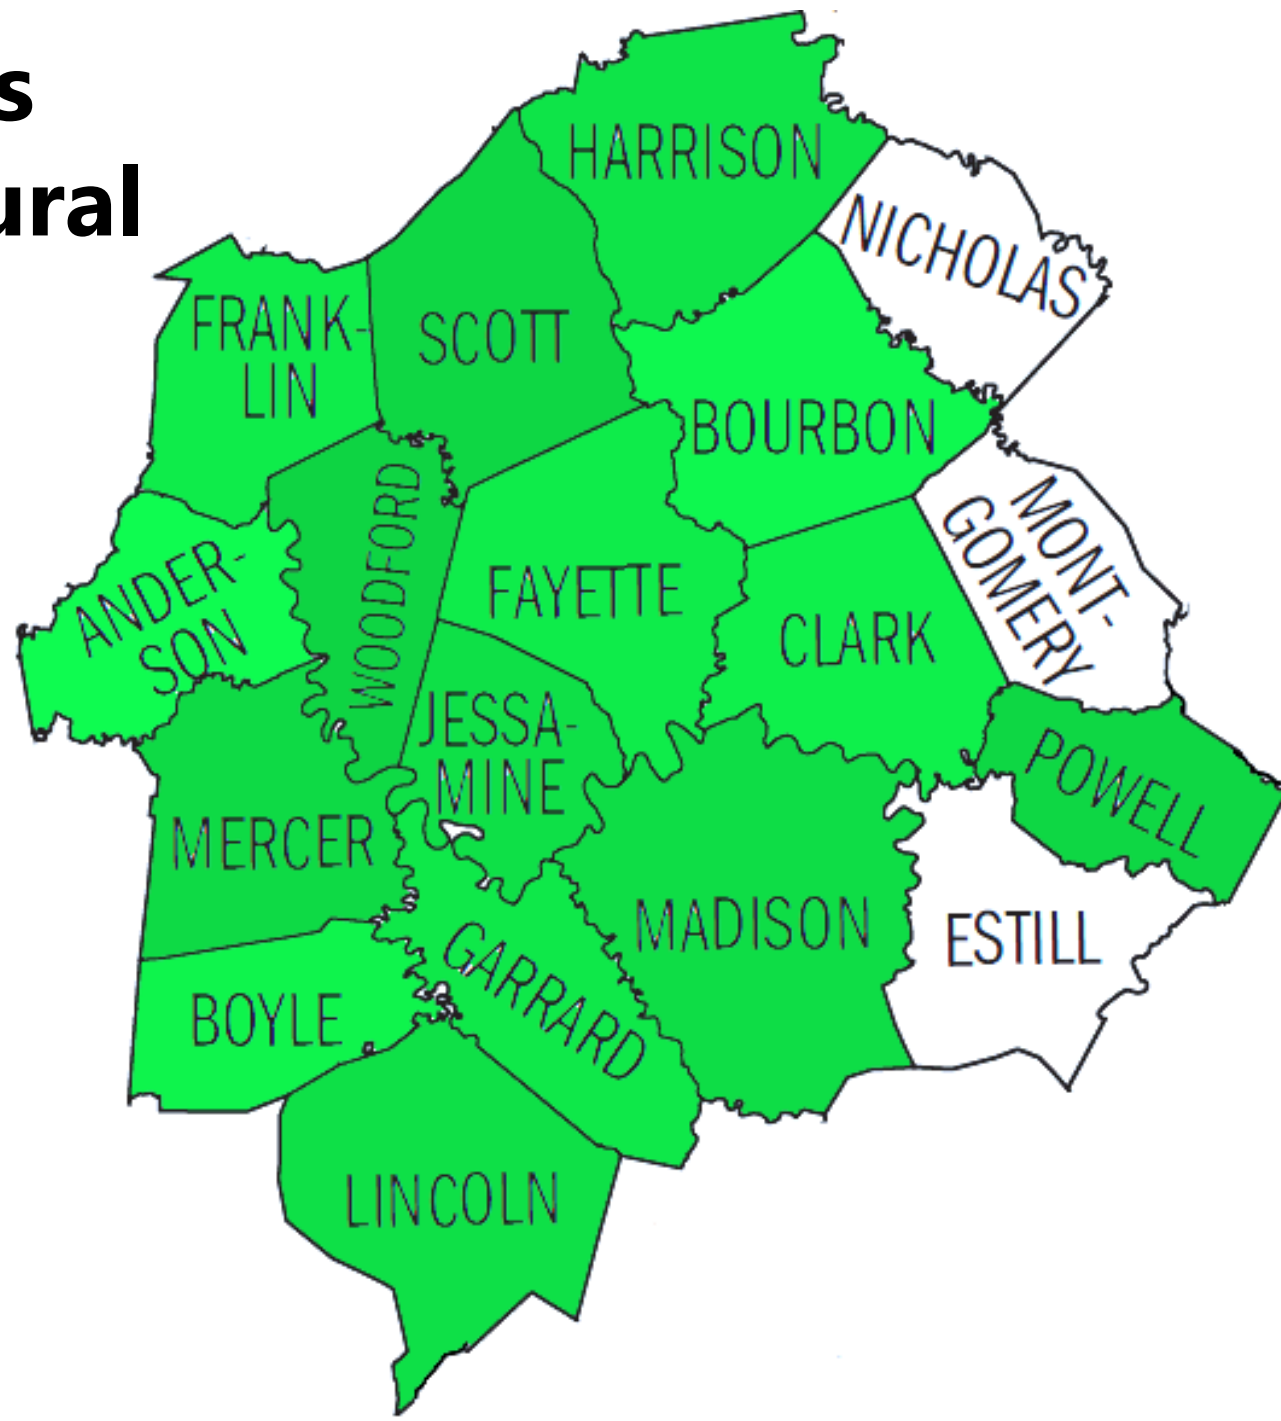 s
ural
HARRISON
NICHOLAS
FRANK-
LIN
SCOTT
BOURBON
WOODFORD
MONT-
GOMERY
ANDER-
SON
FAYETTE
CLARK
JESSA-
MINE
POWELL
MERCER
MADISON
ESTILL
GARRARD
BOYLE
LINCOLN